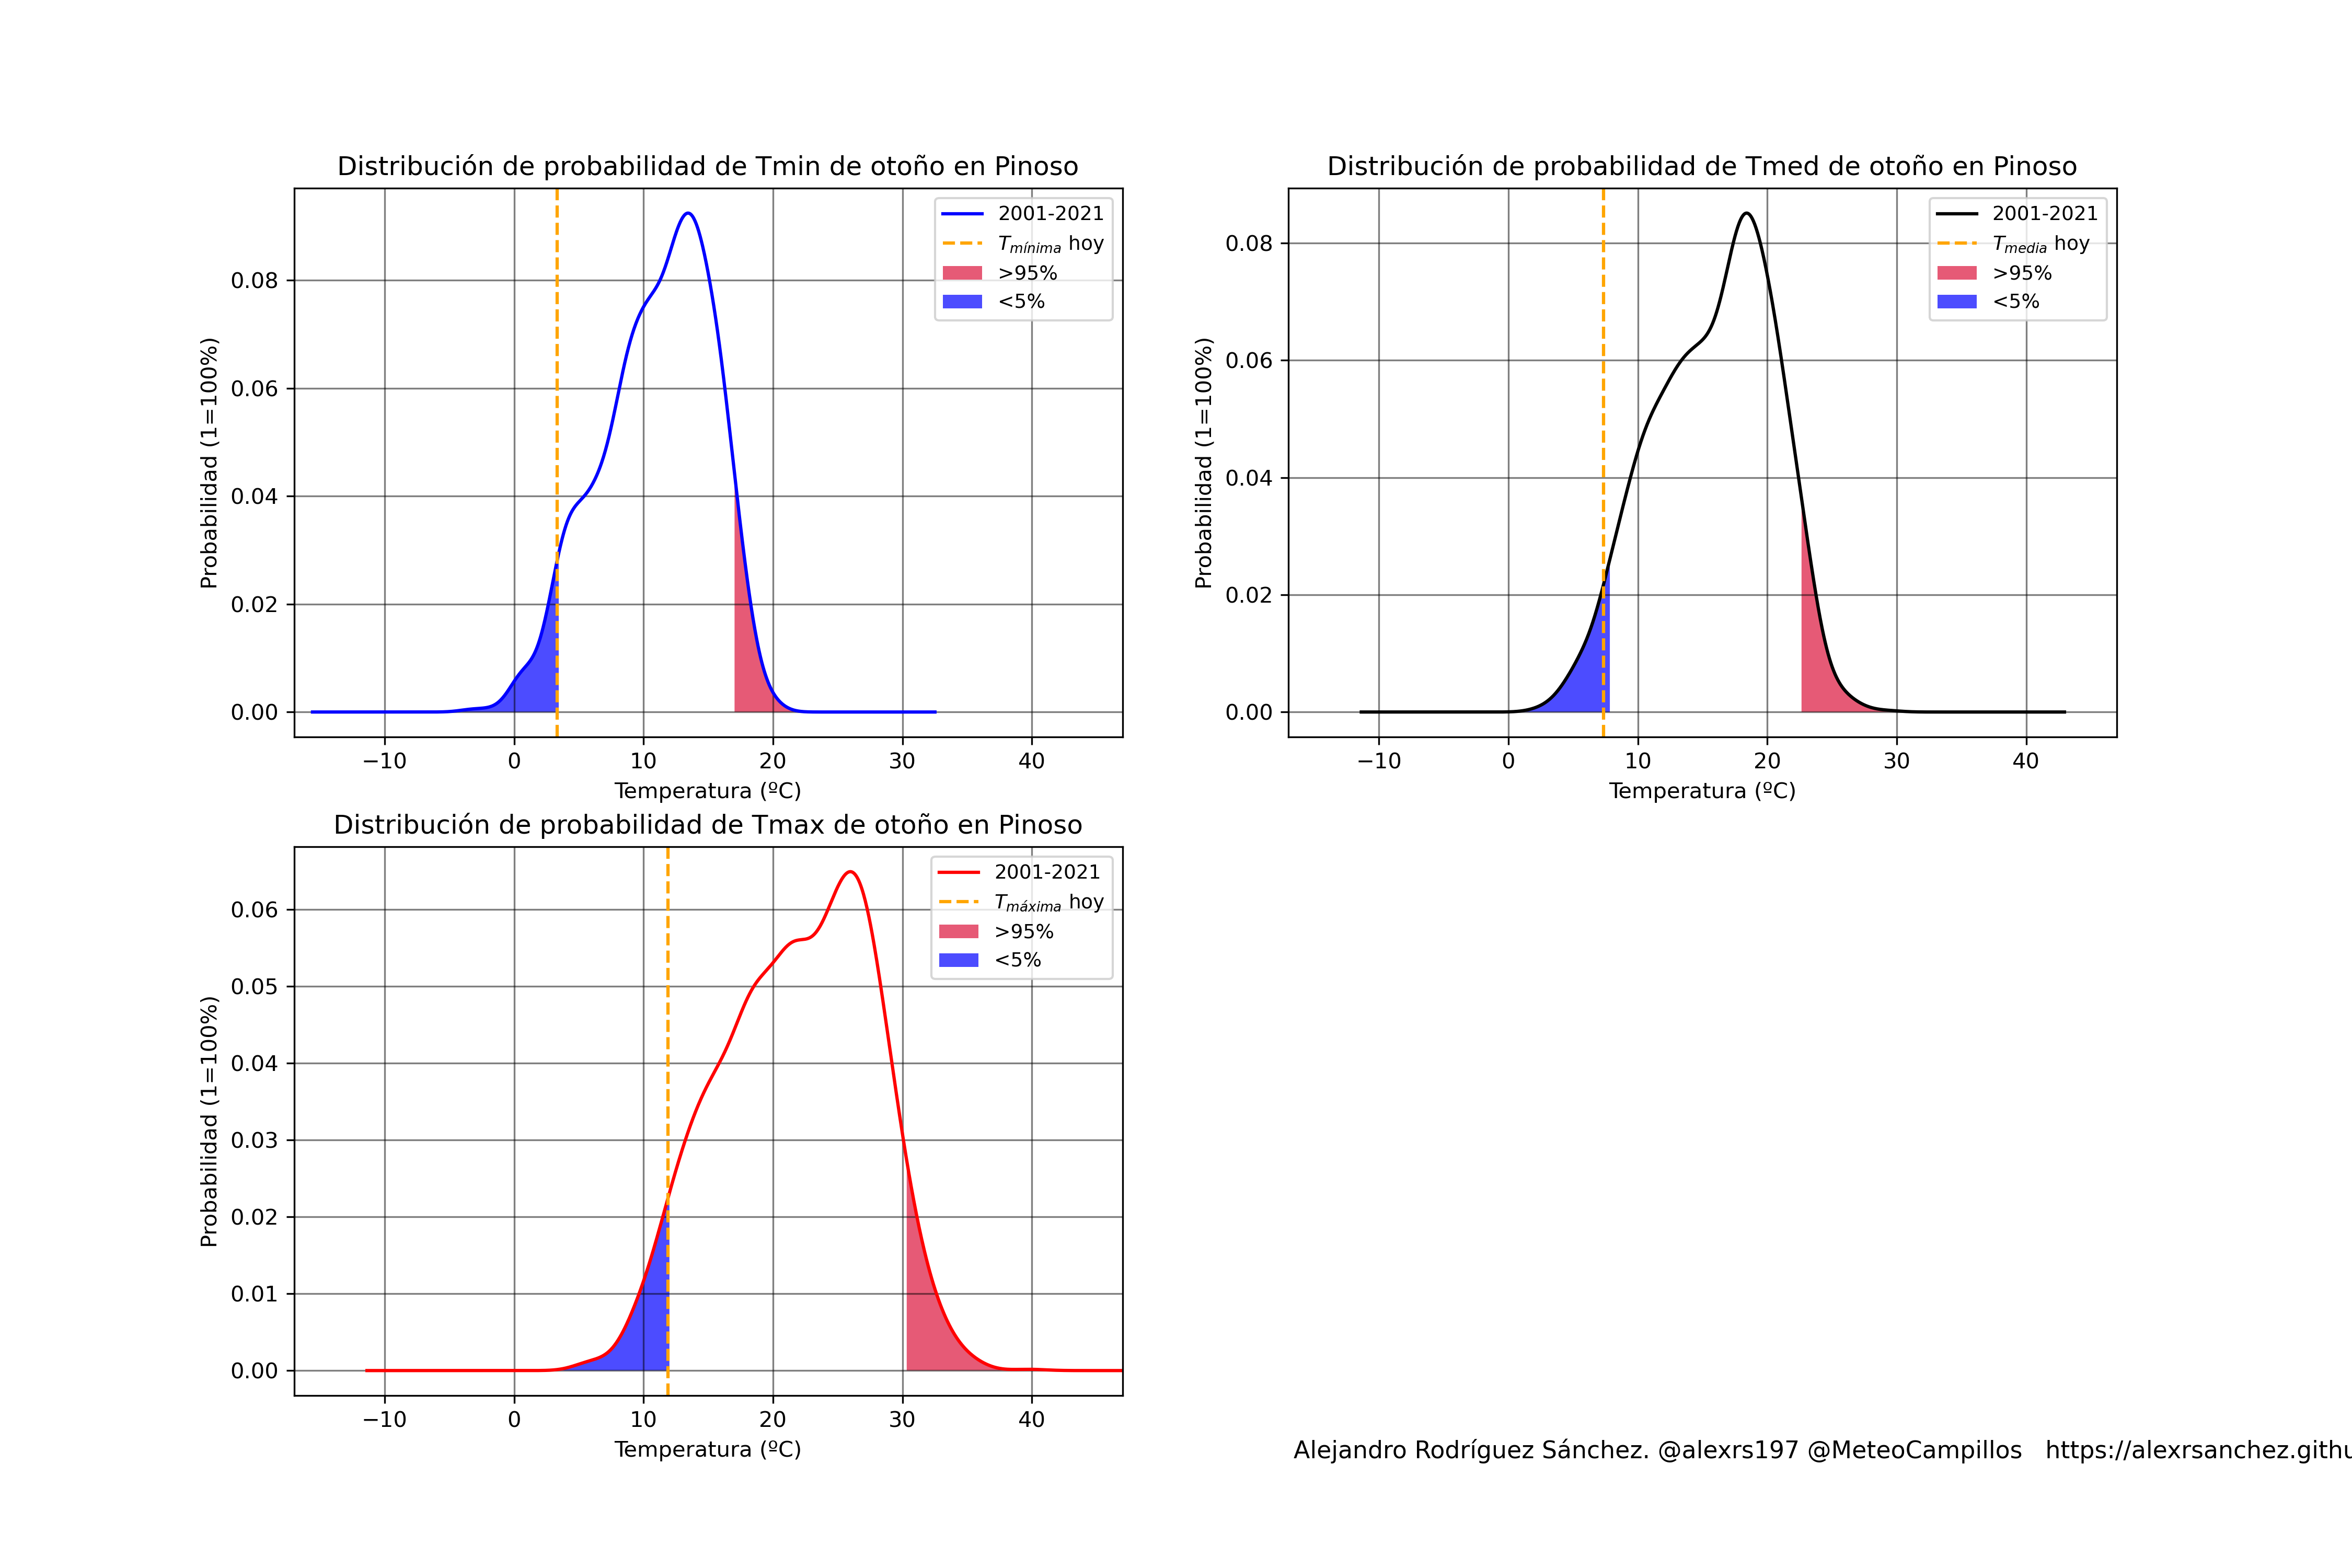 Distribución de probabilidad de Tmin de otoño en Pinoso
Probabilidad (1=100%)
0.08
0.06
0.04
0.02
0.00
2001-2021
Tmínima hoy
>95%
<5%
−10 0 10 20 30 40
Temperatura (ºC)
Distribución de probabilidad de Tmed de otoño en Pinoso
Probabilidad (1=100%)
0.08
0.06
0.04
0.02
0.00
2001-2021
Tmedia hoy
>95%
<5%
−10 0 10 20 30 40
Temperatura (ºC)
Distribución de probabilidad de Tmax de otoño en Pinoso
Probabilidad (1=100%)
0.06
0.05
0.04
0.03
0.02
0.01
0.00
2001-2021
Tmáxima hoy
>95%
<5%
−10 0 10 20 30 40
Temperatura (ºC)
Alejandro Rodríguez Sánchez. @alexrs197 @MeteoCampillos https://alexrsanchez.githu